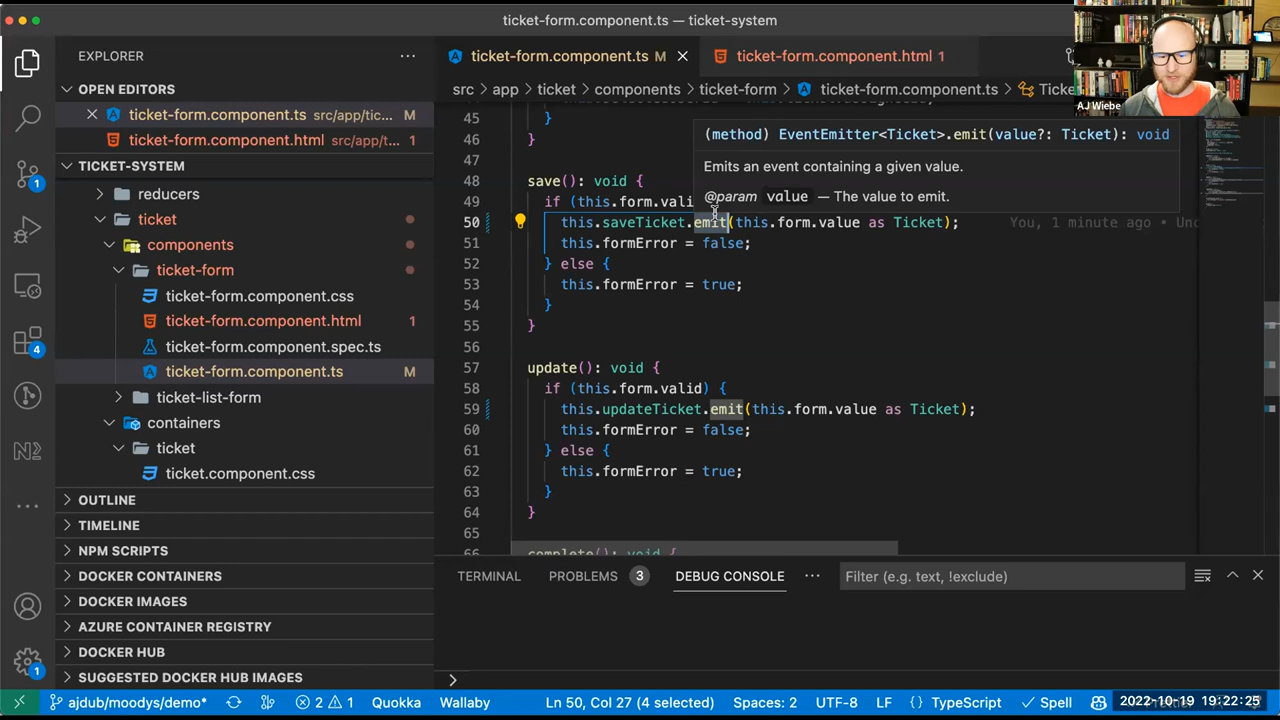 ticket-form.component.ts — ticket-system
EXPLORER
ticket-form.component.ts M
ticket-form.component.html 1
OPEN EDITORS
src > app > ticket > components > ticket-form > ticket-form.component.ts >
AJ Wiebe
ticket-form.component.ts src/app/tic... M
ticket-form.component.html src/app/t... 1
TICKET-SYSTEM
reducers
ticket
components
ticket-form
ticket-form.component.css
ticket-form.component.html 1
ticket-form.component.spec.ts
ticket-form.component.ts M
ticket-list-form
containers
ticket
ticket.component.css
OUTLINE
TIMELINE
NPM SCRIPTS
DOCKER CONTAINERS
DOCKER IMAGES
AZURE CONTAINER REGISTRY
DOCKER HUB
SUGGESTED DOCKER HUB IMAGES
1
4
1
45 }
46 }
(method) EventEmitter<Ticket>.emit(value?: Ticket): void
Emits an event containing a given value.
@param value — The value to emit.
47
48 save(): void {
49 if (this.form.vali
50 this.saveTicket.emit(this.form.value as Ticket); You, 1 minute ago • Unc
51 this.formError = false;
52 } else {
53 this.formError = true;
54 }
55 }
56
57 update(): void {
58 if (this.form.valid) {
59 this.updateTicket.emit(this.form.value as Ticket);
60 this.formError = false;
61 } else {
62 this.formError = true;
63 }
64 }
65
66 complete(): void {
TERMINAL PROBLEMS 3 DEBUG CONSOLE ... Filter (e.g. text, !exclude)
>
ajdub/moodys/demo* 2 1 Quokka Wallaby Ln 50, Col 27 (4 selected) Spaces: 2 UTF-8 LF {} TypeScript Spell 2022-10-19 19:22:25